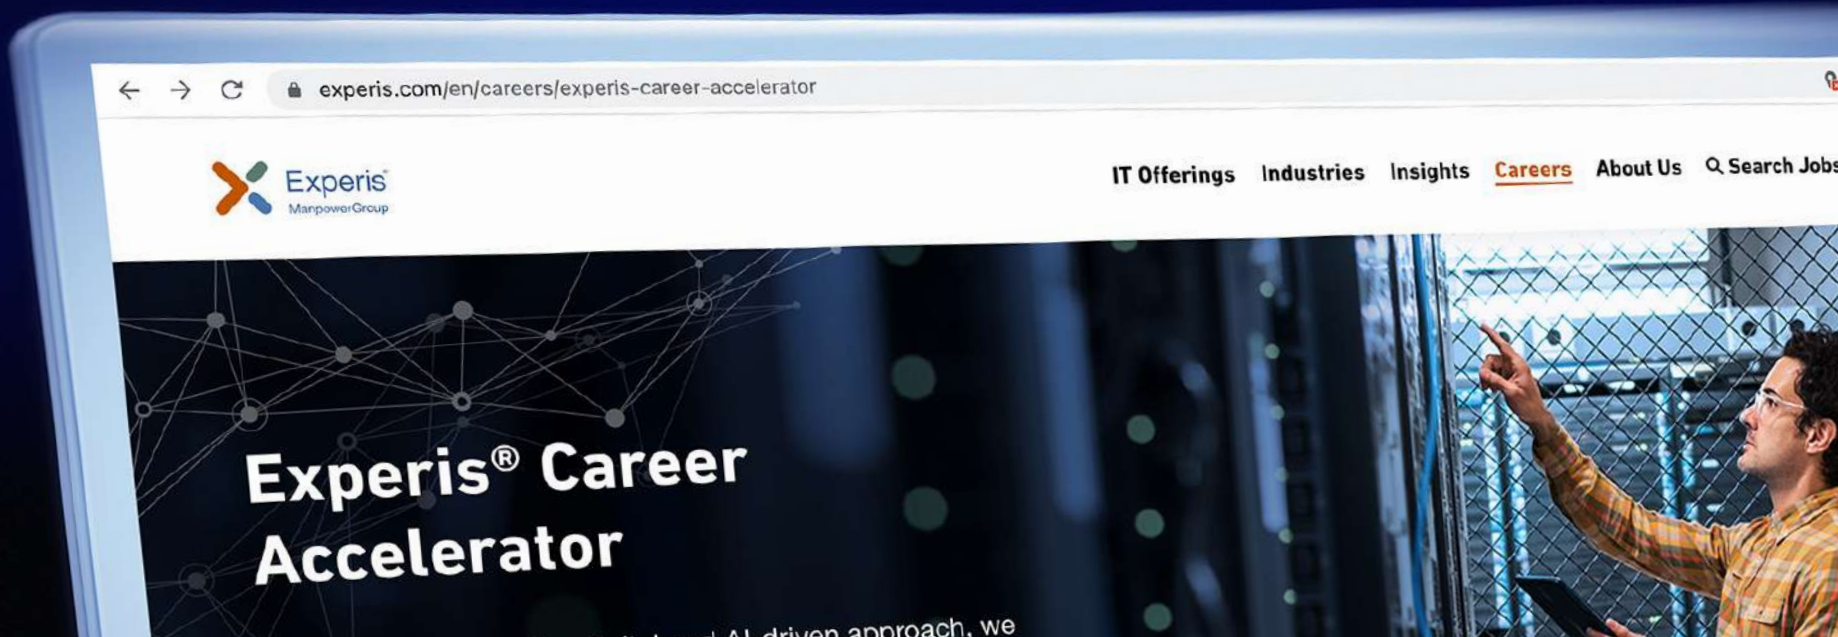 experis.com/en/careers/experis-career-accelerator
Experis
ManpowerGroup
IT Offerings Industries Insights Careers About Us Search Jobs
Experis® Career
Accelerator
AI-driven approach, we